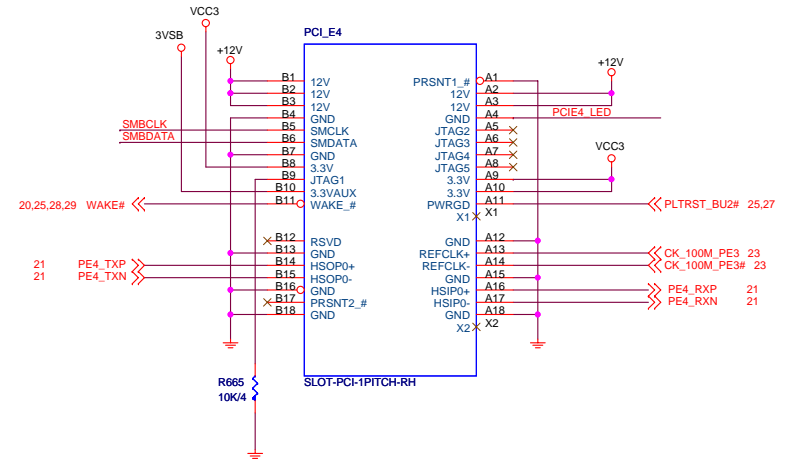 VCC3
3VSB
PCI_E4
+12V
+12V
B1 12V PRSNT1_# A1
B2 12V 12V A2
B3 12V 12V A3
B4 GND GND A4 PCIE4_LED
SMBCLK B5 SMCLK JTAG2 A5
SMBDATA B6 SMDATA JTAG3 A6
B7 GND JTAG4 A7 VCC3
B8 3.3V JTAG5 A8
B9 JTAG1 3.3V A9
B10 3.3VAUX 3.3V A10
20,25,28,29 WAKE# B11 WAKE_# PWRGD A11 PLTRST_BU2# 25,27
X1 X1
B12 RSVD GND A12
B13 GND REFCLK+ A13 CK_100M_PE3 23
21 PE4_TXP B14 HSOP0+ REFCLK- A14 CK_100M_PE3# 23
21 PE4_TXN B15 HSOP0- GND A15
B16 GND HSIP0+ A16 PE4_RXP 21
B17 PRSNT2_# HSIP0- A17 PE4_RXN 21
B18 GND GND A18
X2 X2
R665 SLOT-PCI-1PITCH-RH
10K/4